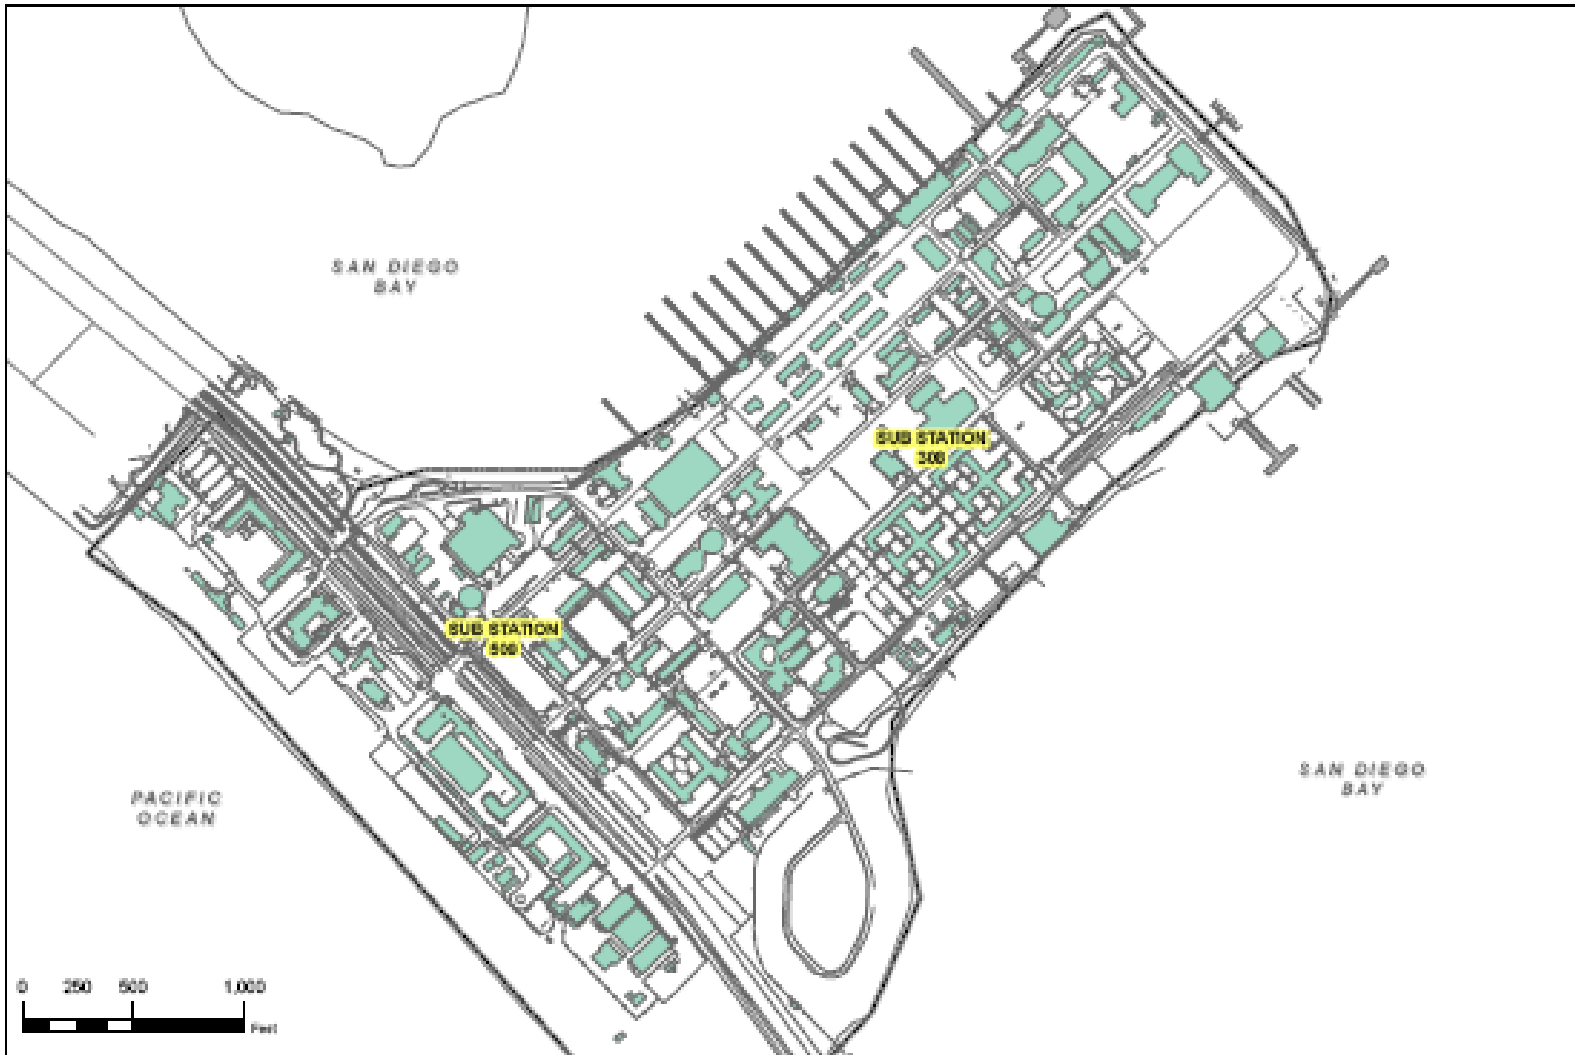 SAN DIEGO
BAY
SUB STATION
300
SUB STATION
500
SAN DIEGO
BAY
PACIFIC
OCEAN
0 250 500 1,000
Feet